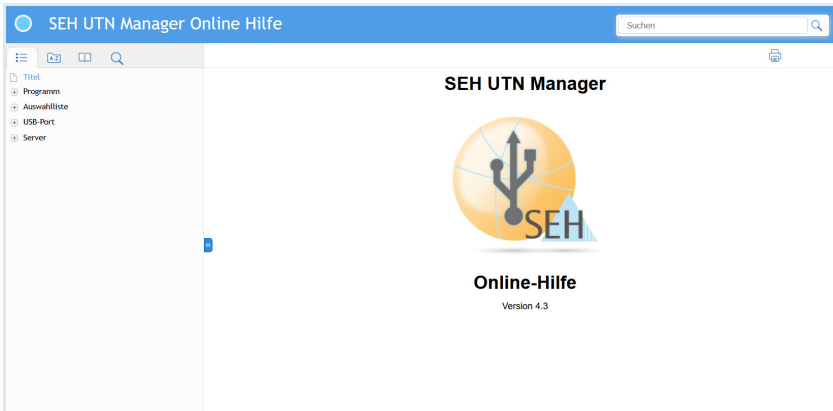 SEH UTN Manager Online Hilfe
Suchen
A-Z
Titel
Programm
Auswahlliste
USB-Port
Server
SEH UTN Manager
SEH
Online-Hilfe
Version 4.3